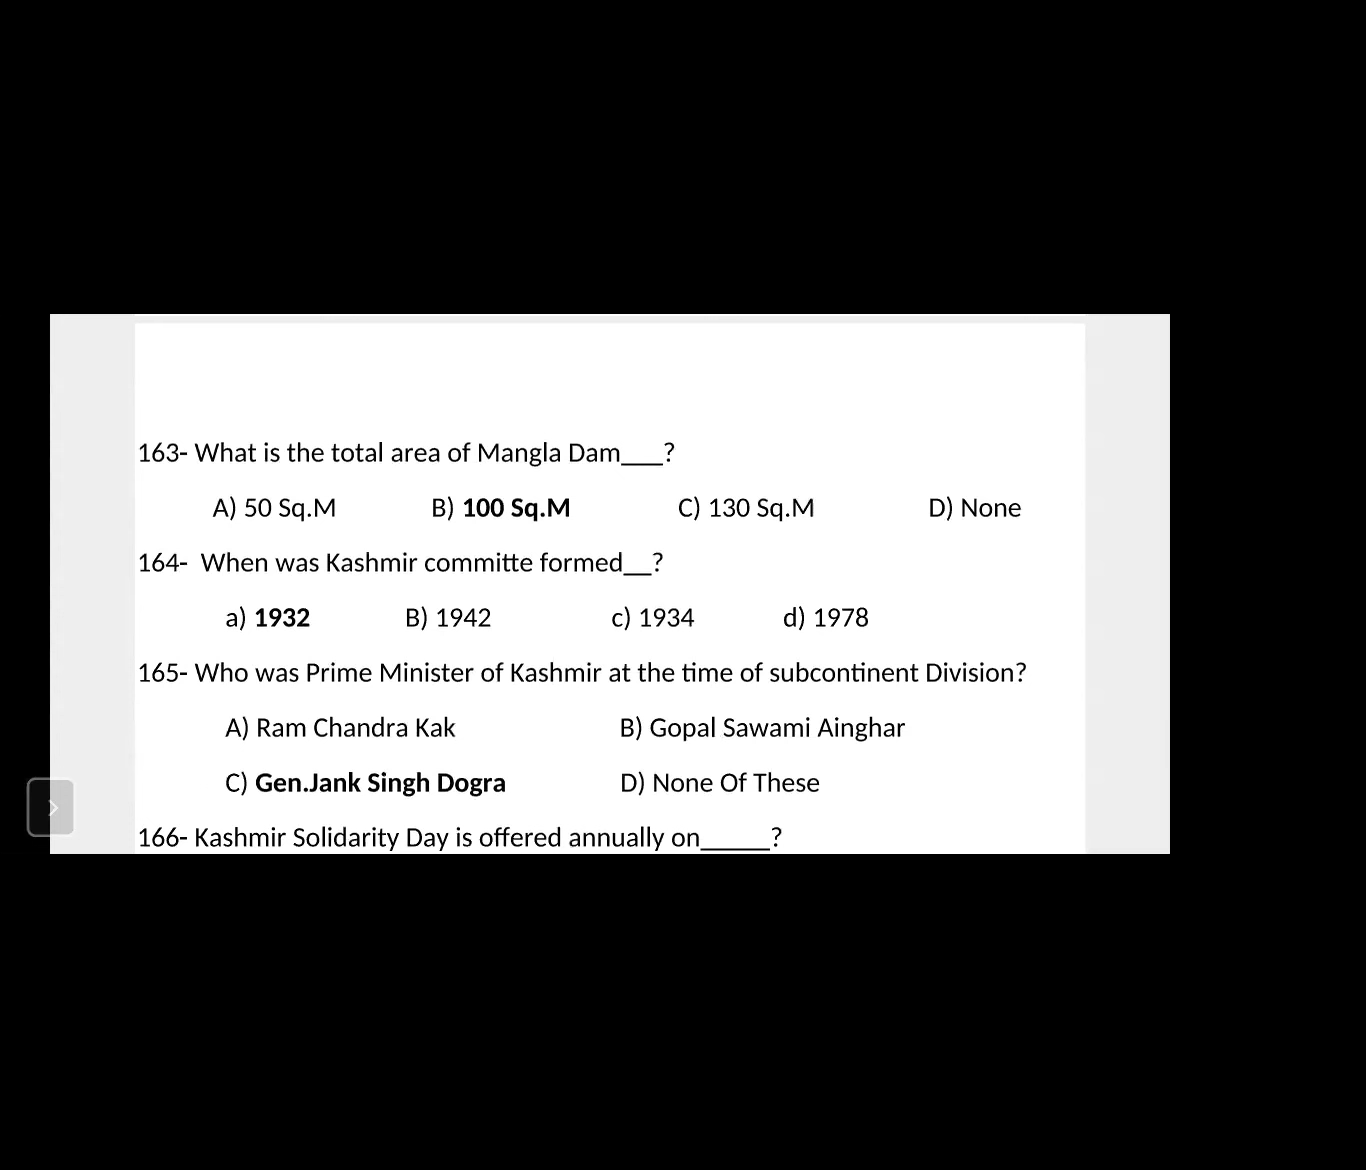 163- What is the total area of Mangla Dam___?
A) 50 Sq.M B) 100 Sq.M C) 130 Sq.M D) None
164- When was Kashmir committe formed__?
a) 1932 B) 1942 c) 1934 d) 1978
165- Who was Prime Minister of Kashmir at the time of subcontinent Division?
A) Ram Chandra Kak B) Gopal Sawami Ainghar
C) Gen.Jank Singh Dogra D) None Of These
166- Kashmir Solidarity Day is offered annually on_____?